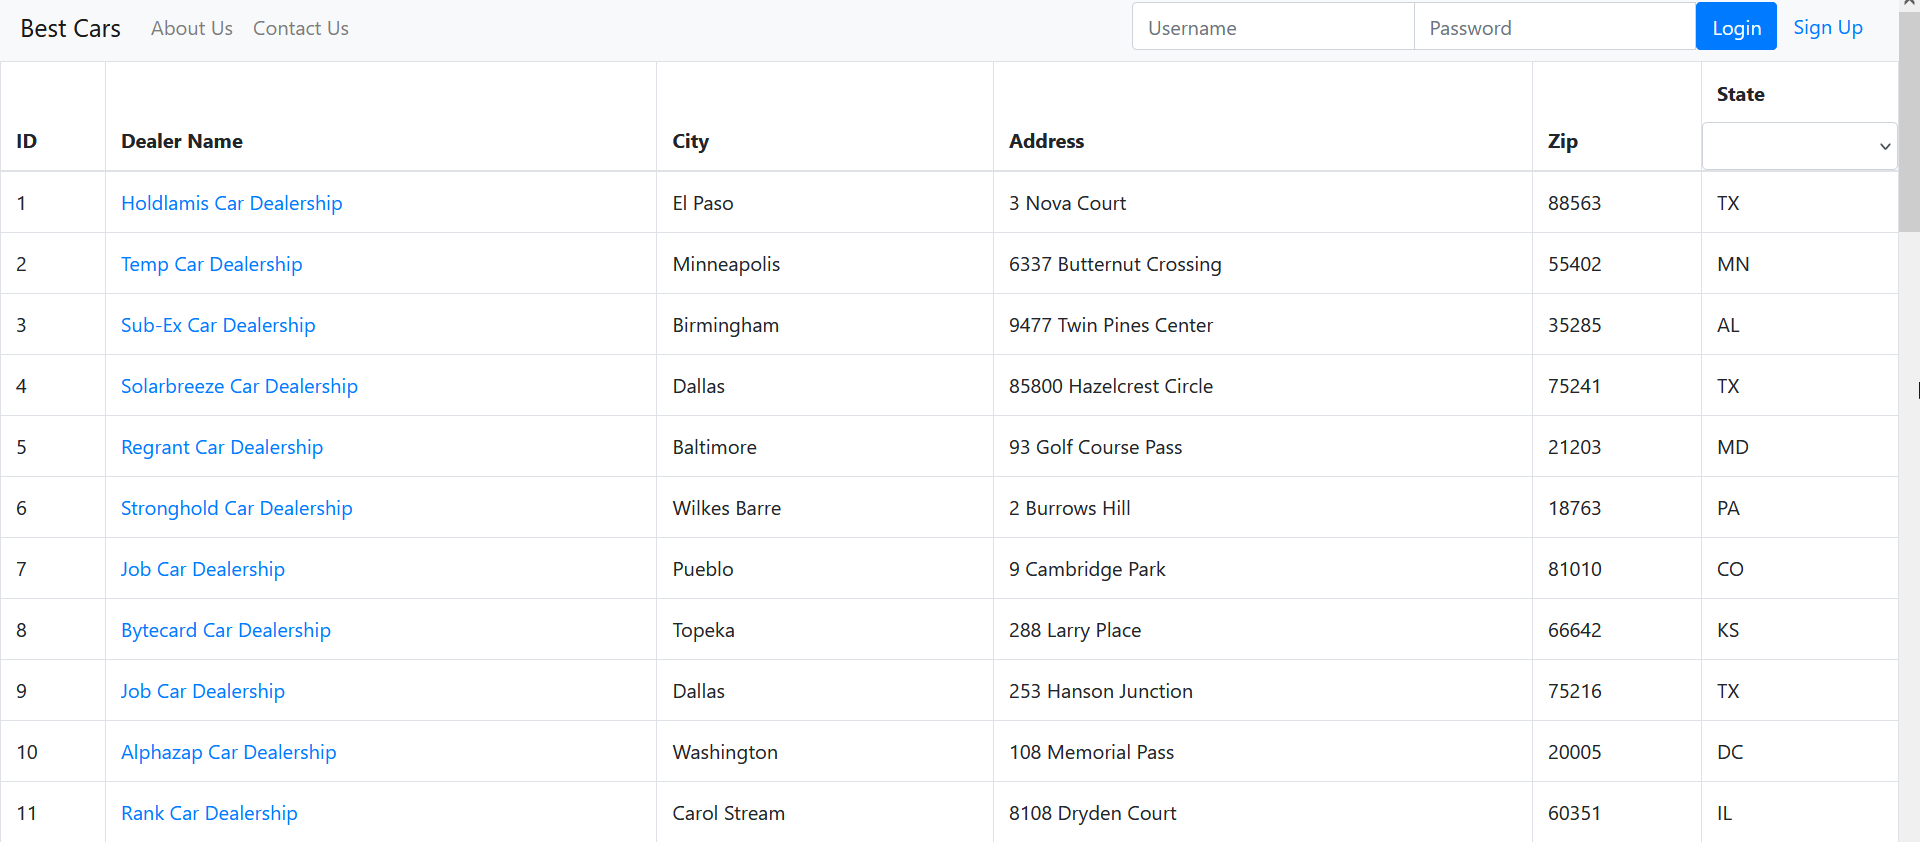 Best Cars About Us Contact Us Username Password Login Sign Up
ID Dealer Name City Address Zip State
1 Holdlamis Car Dealership El Paso 3 Nova Court 88563 TX
2 Temp Car Dealership Minneapolis 6337 Butternut Crossing 55402 MN
3 Sub-Ex Car Dealership Birmingham 9477 Twin Pines Center 35285 AL
4 Solarbreeze Car Dealership Dallas 85800 Hazelcrest Circle 75241 TX
5 Regrant Car Dealership Baltimore 93 Golf Course Pass 21203 MD
6 Stronghold Car Dealership Wilkes Barre 2 Burrows Hill 18763 PA
7 Job Car Dealership Pueblo 9 Cambridge Park 81010 CO
8 Bytecard Car Dealership Topeka 288 Larry Place 66642 KS
9 Job Car Dealership Dallas 253 Hanson Junction 75216 TX
10 Alphazap Car Dealership Washington 108 Memorial Pass 20005 DC
11 Rank Car Dealership Carol Stream 8108 Dryden Court 60351 IL